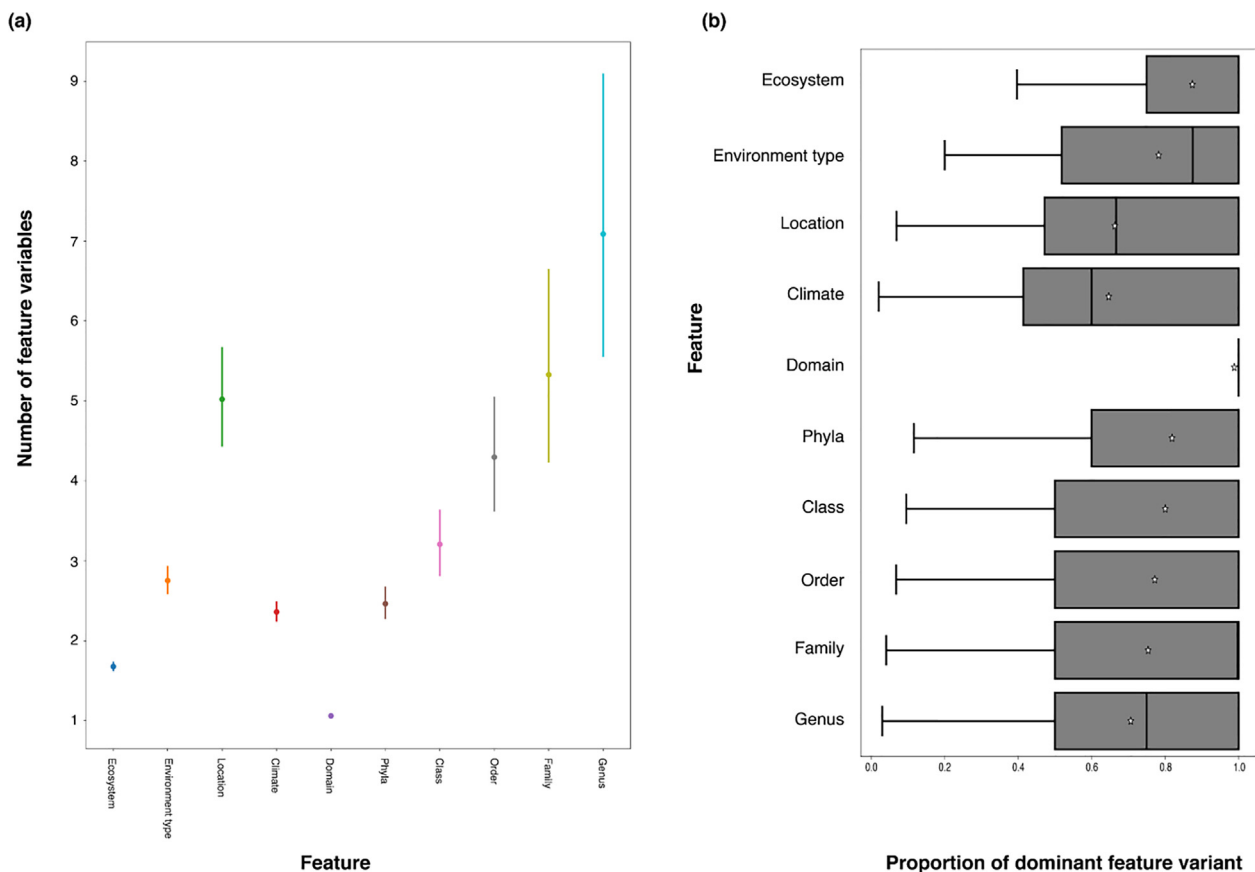 (a)
Number of feature variables
9
8
7
6
5
4
3
2
1
Ecosystem
Environment type
Location
Climate
Domain
Phyla
Class
Order
Family
Genus
Feature
(b)
Feature
Ecosystem
Environment type
Location
Climate
Domain
Phyla
Class
Order
Family
Genus
0.0 0.2 0.4 0.6 0.8 1.0
Proportion of dominant feature variant